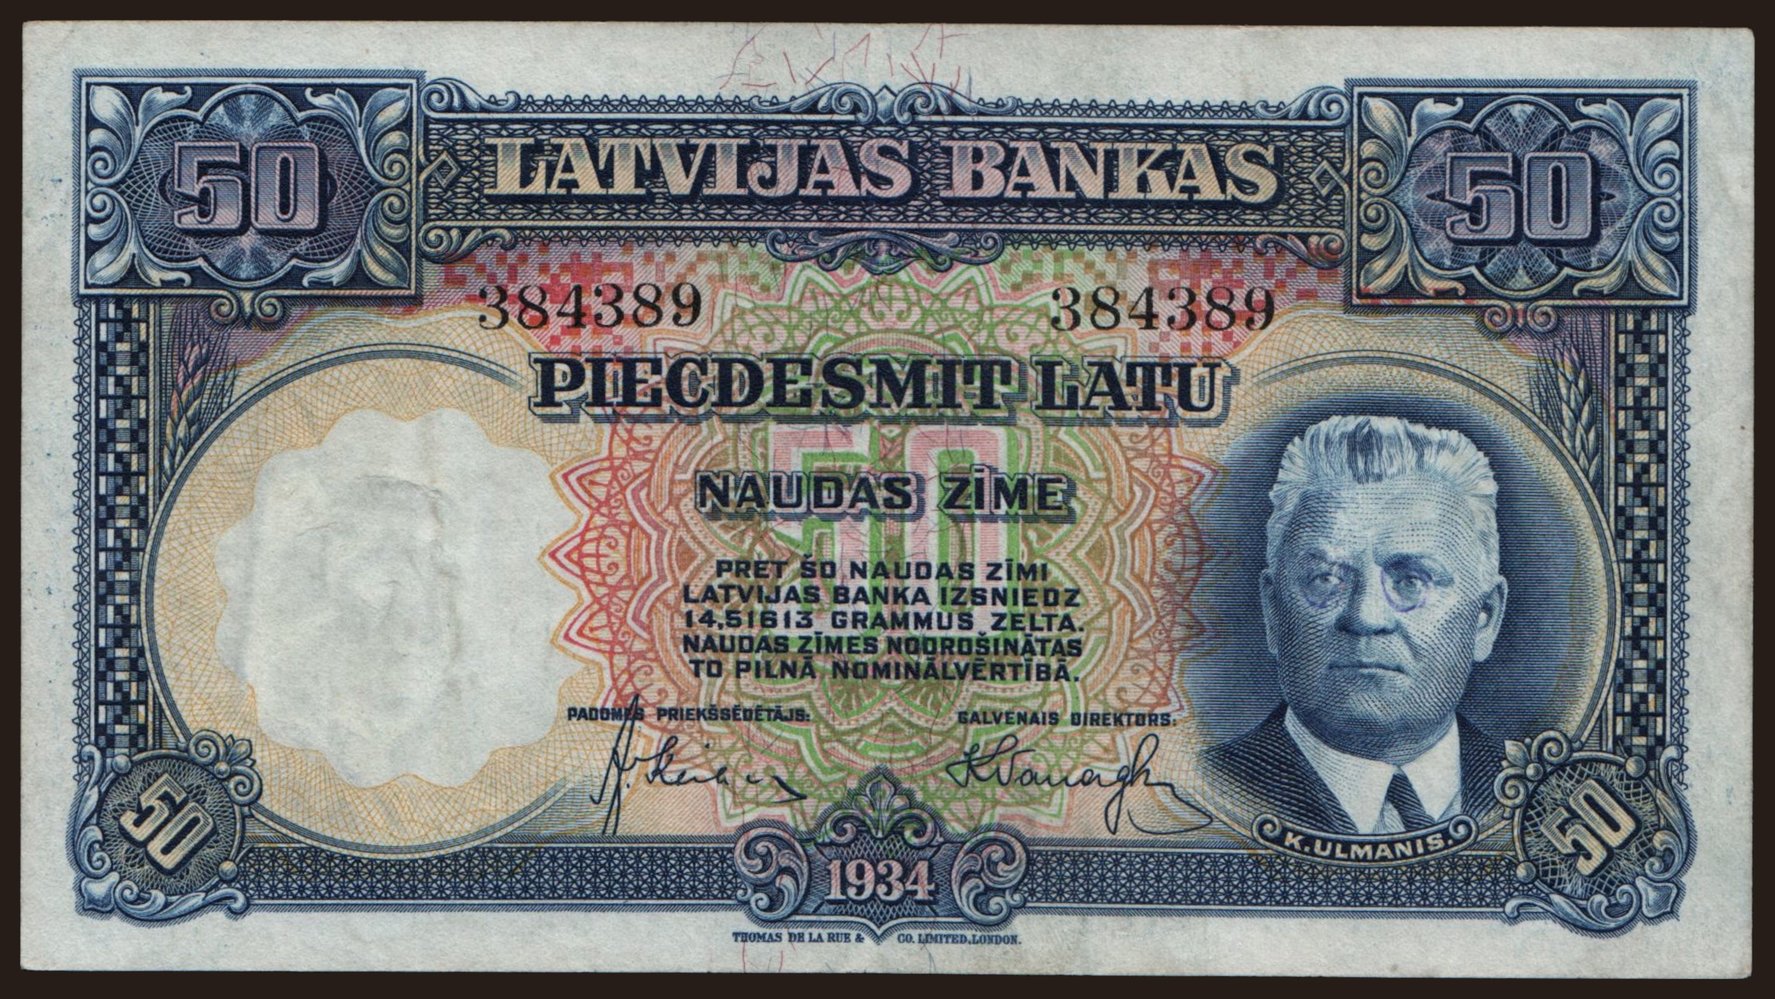 50 LATVIJAS BANKAS 50
384389 384389
PIECDESMIT LATU
50
NAUDAS ZĪME
PRET ŠO NAUDAS ZĪMI
LATVIJAS BANKA IZSNIEDZ
14,51613 GRAMMUS ZELTA.
NAUDAS ZĪMES NODROŠINĀTAS
TO PILNĀ NOMINĀLVĒRTĪBĀ.
PADOMES PRIEKŠSĒDĒTĀJS: GALVENAIS DIREKTORS:
K. ULMANIS.
50 1934 50
THOMAS DE LA RUE & CO. LIMITED, LONDON.